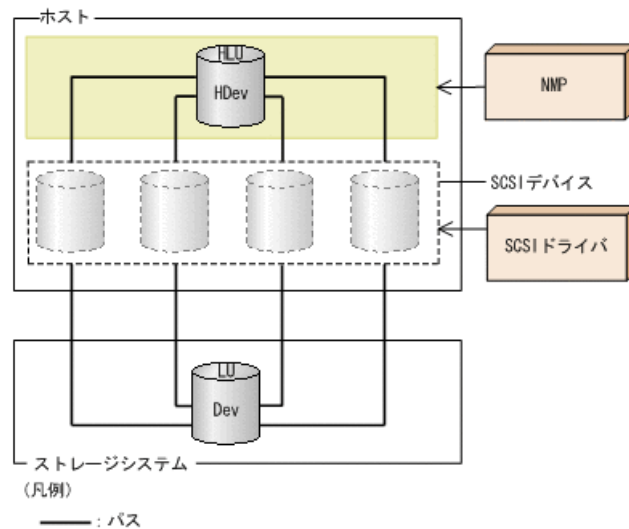 ホスト
HLU
HDev
NMP
SCSIデバイス
SCSIドライバ
LU
Dev
ストレージシステム
(凡例)
: パス